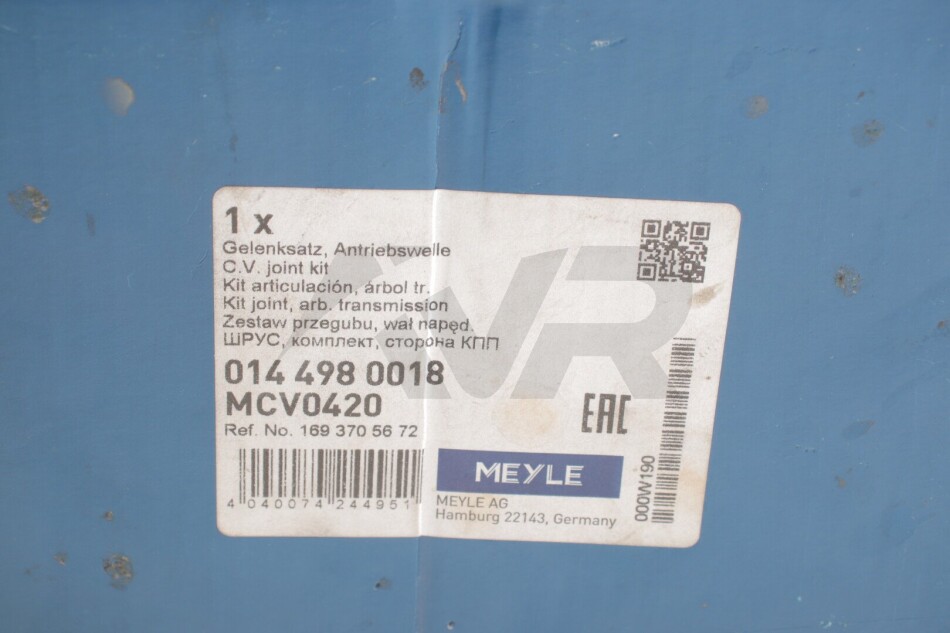 1 x
Gelenksatz, Antriebswelle
C.V. joint kit
Kit articulación, árbol tr.
Kit joint, arb. transmission
Zestaw przegubu, wał napęd.
ШРУС, комплект, сторона КПП
014 498 0018
MCV0420
Ref. No. 169 370 56 72
4 040074 244951
EAC
MEYLE
MEYLE AG
Hamburg 22143, Germany
000W190
VR